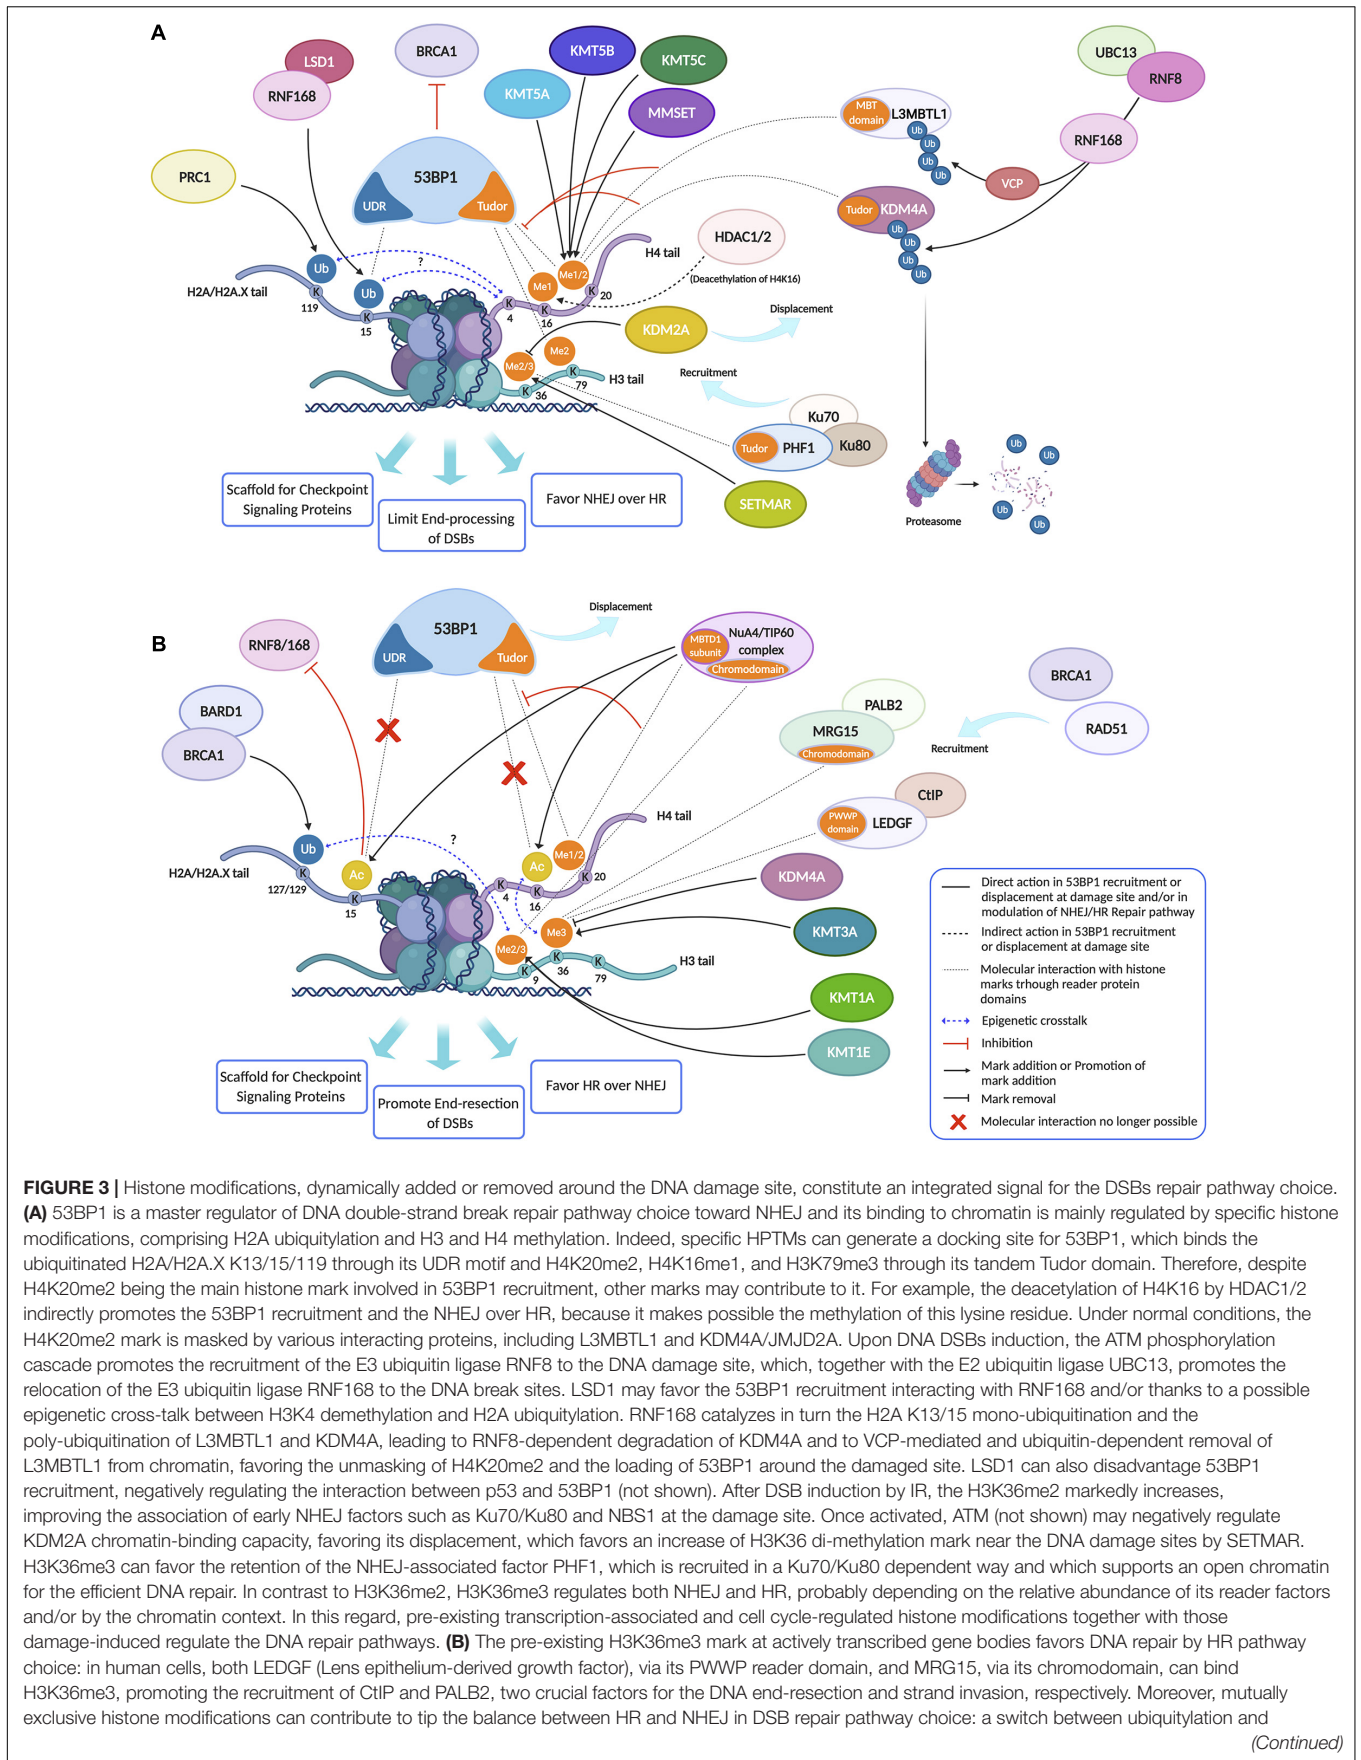 A
LSD1
RNF168
BRCA1
KMT5A
KMT5B
KMT5C
MMSET
UBC13
RNF8
RNF168
MBT
domain
L3MBTL1
Ub
Ub
Ub
Ub
VCP
PRC1
53BP1
UDR
Tudor
Tudor
KDM4A
Ub
Ub
Ub
Ub
HDAC1/2
(Deacethylation of H4K16)
H4 tail
Ub
Ub
?
Me1/2
Me1
H2A/H2A.X tail
K
119
K
15
K
4
K
16
K
20
KDM2A
Displacement
Me2
Me2/3
K
36
K
79
H3 tail
Recruitment
Ku70
Ku80
Tudor
PHF1
SETMAR
Proteasome
Ub
Ub
Ub
Ub
Scaffold for Checkpoint
Signaling Proteins
Limit End-processing
of DSBs
Favor NHEJ over HR
B
RNF8/168
53BP1
UDR
Tudor
Displacement
MBTD1
subunit
NuA4/TIP60
complex
Chromodomain
BARD1
BRCA1
PALB2
MRG15
Chromodomain
BRCA1
RAD51
Recruitment
CtIP
PWWP
domain
LEDGF
H4 tail
Ub
?
Ac
Ac
Me1/2
H2A/H2A.X tail
K
127/129
K
15
K
4
K
16
K
20
KDM4A
KMT3A
Me3
Me2/3
K
9
K
36
K
79
H3 tail
KMT1A
KMT1E
Scaffold for Checkpoint
Signaling Proteins
Promote End-resection
of DSBs
Favor HR over NHEJ
Direct action in 53BP1 recruitment or
displacement at damage site and/or in
modulation of NHEJ/HR Repair pathway
Indirect action in 53BP1 recruitment
or displacement at damage site
Molecular interaction with histone
marks trhough reader protein
domains
Epigenetic crosstalk
Inhibition
Mark addition or Promotion of
mark addition
Mark removal
Molecular interaction no longer possible
FIGURE 3 | Histone modifications, dynamically added or removed around the DNA damage site, constitute an integrated signal for the DSBs repair pathway choice.
(A) 53BP1 is a master regulator of DNA double-strand break repair pathway choice toward NHEJ and its binding to chromatin is mainly regulated by specific histone
modifications, comprising H2A ubiquitylation and H3 and H4 methylation. Indeed, specific HPTMs can generate a docking site for 53BP1, which binds the
ubiquitinated H2A/H2A.X K13/15/119 through its UDR motif and H4K20me2, H4K16me1, and H3K79me3 through its tandem Tudor domain. Therefore, despite
H4K20me2 being the main histone mark involved in 53BP1 recruitment, other marks may contribute to it. For example, the deacetylation of H4K16 by HDAC1/2
indirectly promotes the 53BP1 recruitment and the NHEJ over HR, because it makes possible the methylation of this lysine residue. Under normal conditions, the
H4K20me2 mark is masked by various interacting proteins, including L3MBTL1 and KDM4A/JMJD2A. Upon DNA DSBs induction, the ATM phosphorylation
cascade promotes the recruitment of the E3 ubiquitin ligase RNF8 to the DNA damage site, which, together with the E2 ubiquitin ligase UBC13, promotes the
relocation of the E3 ubiquitin ligase RNF168 to the DNA break sites. LSD1 may favor the 53BP1 recruitment interacting with RNF168 and/or thanks to a possible
epigenetic cross-talk between H3K4 demethylation and H2A ubiquitylation. RNF168 catalyzes in turn the H2A K13/15 mono-ubiquitination and the
poly-ubiquitination of L3MBTL1 and KDM4A, leading to RNF8-dependent degradation of KDM4A and to VCP-mediated and ubiquitin-dependent removal of
L3MBTL1 from chromatin, favoring the unmasking of H4K20me2 and the loading of 53BP1 around the damaged site. LSD1 can also disadvantage 53BP1
recruitment, negatively regulating the interaction between p53 and 53BP1 (not shown). After DSB induction by IR, the H3K36me2 markedly increases,
improving the association of early NHEJ factors such as Ku70/Ku80 and NBS1 at the damage site. Once activated, ATM (not shown) may negatively regulate
KDM2A chromatin-binding capacity, favoring its displacement, which favors an increase of H3K36 di-methylation mark near the DNA damage sites by SETMAR.
H3K36me3 can favor the retention of the NHEJ-associated factor PHF1, which is recruited in a Ku70/Ku80 dependent way and which supports an open chromatin
for the efficient DNA repair. In contrast to H3K36me2, H3K36me3 regulates both NHEJ and HR, probably depending on the relative abundance of its reader factors
and/or by the chromatin context. In this regard, pre-existing transcription-associated and cell cycle-regulated histone modifications together with those
damage-induced regulate the DNA repair pathways. (B) The pre-existing H3K36me3 mark at actively transcribed gene bodies favors DNA repair by HR pathway
choice: in human cells, both LEDGF (Lens epithelium-derived growth factor), via its PWWP reader domain, and MRG15, via its chromodomain, can bind
H3K36me3, promoting the recruitment of CtIP and PALB2, two crucial factors for the DNA end-resection and strand invasion, respectively. Moreover, mutually
exclusive histone modifications can contribute to tip the balance between HR and NHEJ in DSB repair pathway choice: a switch between ubiquitylation and
(Continued)